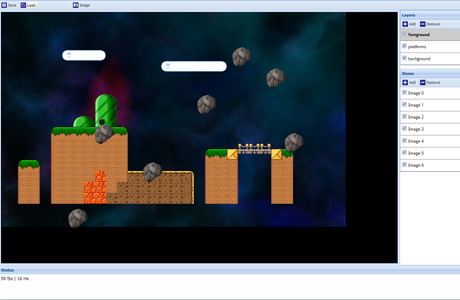 Save Load Image
Layers
Add Remove
foreground
platforms
background
Items
Add Remove
Image 0
Image 1
Image 2
Image 3
Image 4
Image 5
Image 6
Status
50 fps | 16 ms